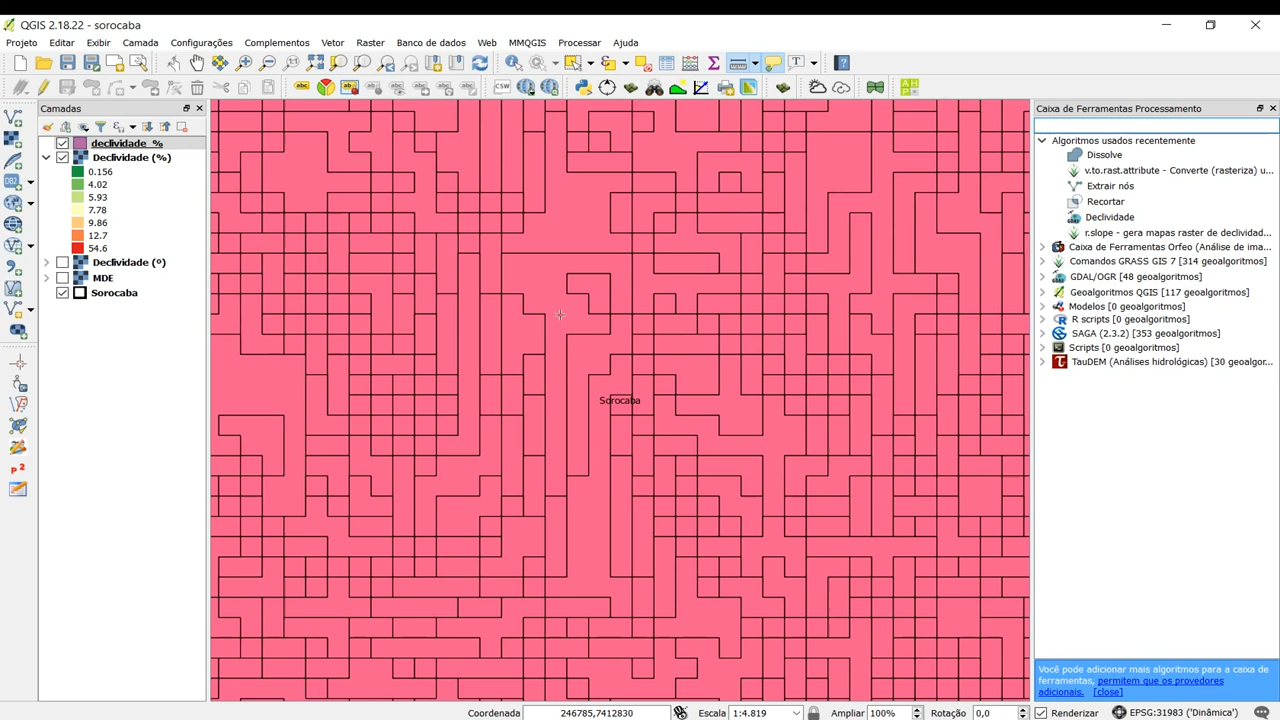 QGIS 2.18.22 - sorocaba
Projeto Editar Exibir Camada Configurações Complementos Vetor Raster Banco de dados Web MMQGIS Processar Ajuda
Camadas
declividade_%
Declividade (%)
0.156
4.02
5.93
7.78
9.86
12.7
54.6
Declividade (º)
MDE
Sorocaba
Sorocaba
Caixa de Ferramentas Processamento
Algoritmos usados recentemente
Dissolve
v.to.rast.attribute - Converte (rasteriza) u...
Extrair nós
Recortar
Declividade
r.slope - gera mapas raster de declividad...
Caixa de Ferramentas Orfeo (Análise de ima...
Comandos GRASS GIS 7 [314 geoalgoritmos]
GDAL/OGR [48 geoalgoritmos]
Geoalgoritmos QGIS [117 geoalgoritmos]
Modelos [0 geoalgoritmos]
R scripts [0 geoalgoritmos]
SAGA (2.3.2) [353 geoalgoritmos]
Scripts [0 geoalgoritmos]
TauDEM (Análises hidrológicas) [30 geoalgor...
Você pode adicionar mais algoritmos para a caixa de
ferramentas, permitem que os provedores
adicionais. [close]
Coordenada 246785,7412830 Escala 1:4.819 Ampliar 100% Rotação 0,0 Renderizar EPSG:31983 ('Dinâmica')